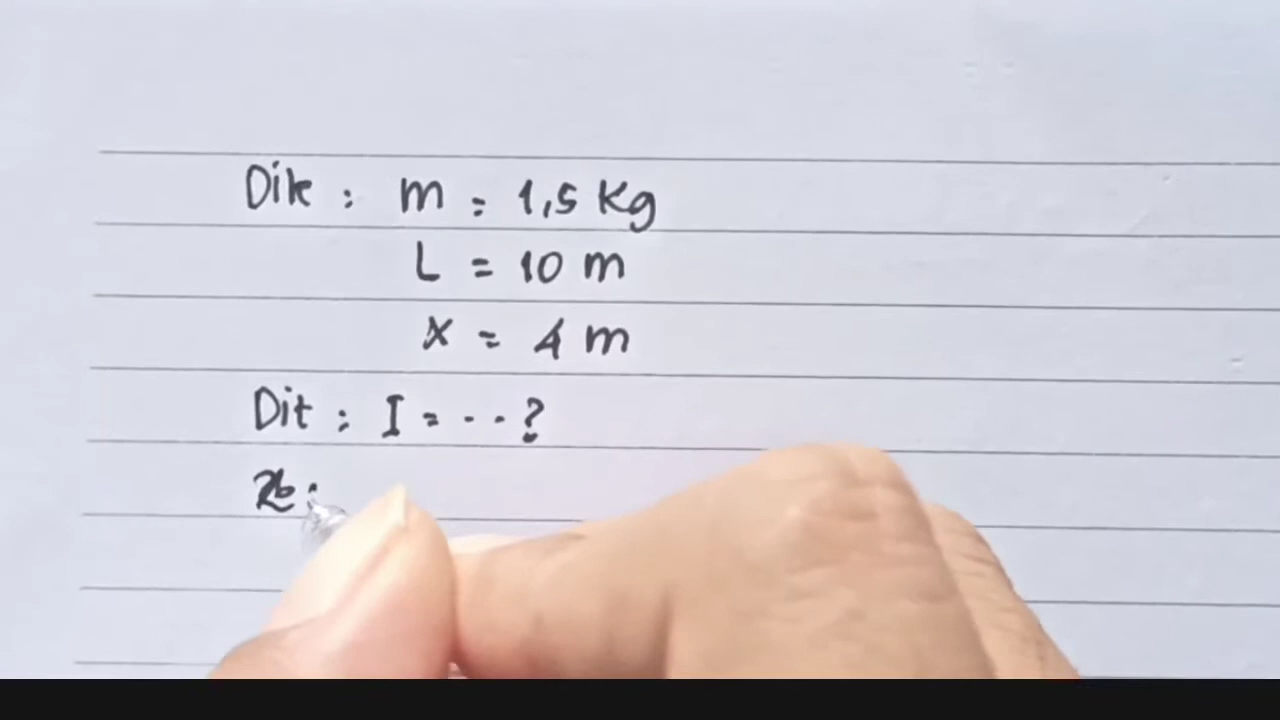 Dik : m = 1,5 Kg
L = 10 m
x = 4 m
Dit : I = - - ?